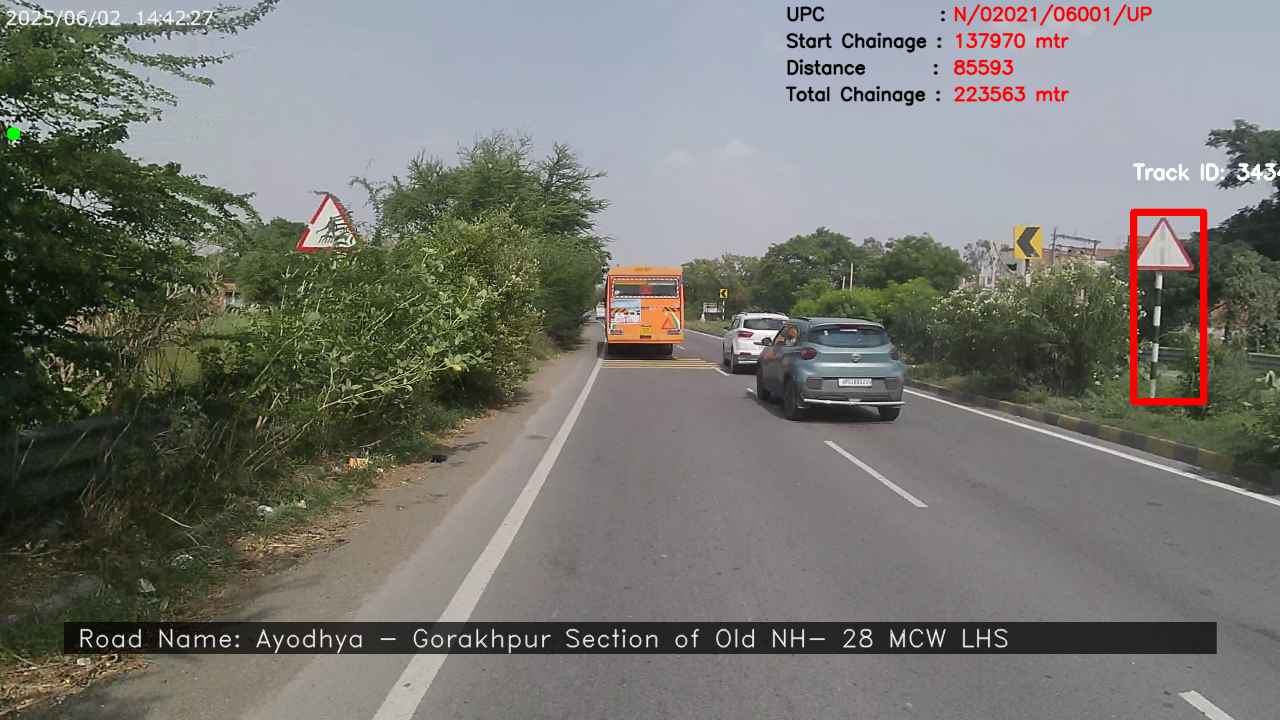 2025/06/02 14:42:27
UPC : N/02021/06001/UP
Start Chainage : 137970 mtr
Distance : 85593
Total Chainage : 223563 mtr
Track ID: 3434
Road Name: Ayodhya - Gorakhpur Section of Old NH- 28 MCW LHS